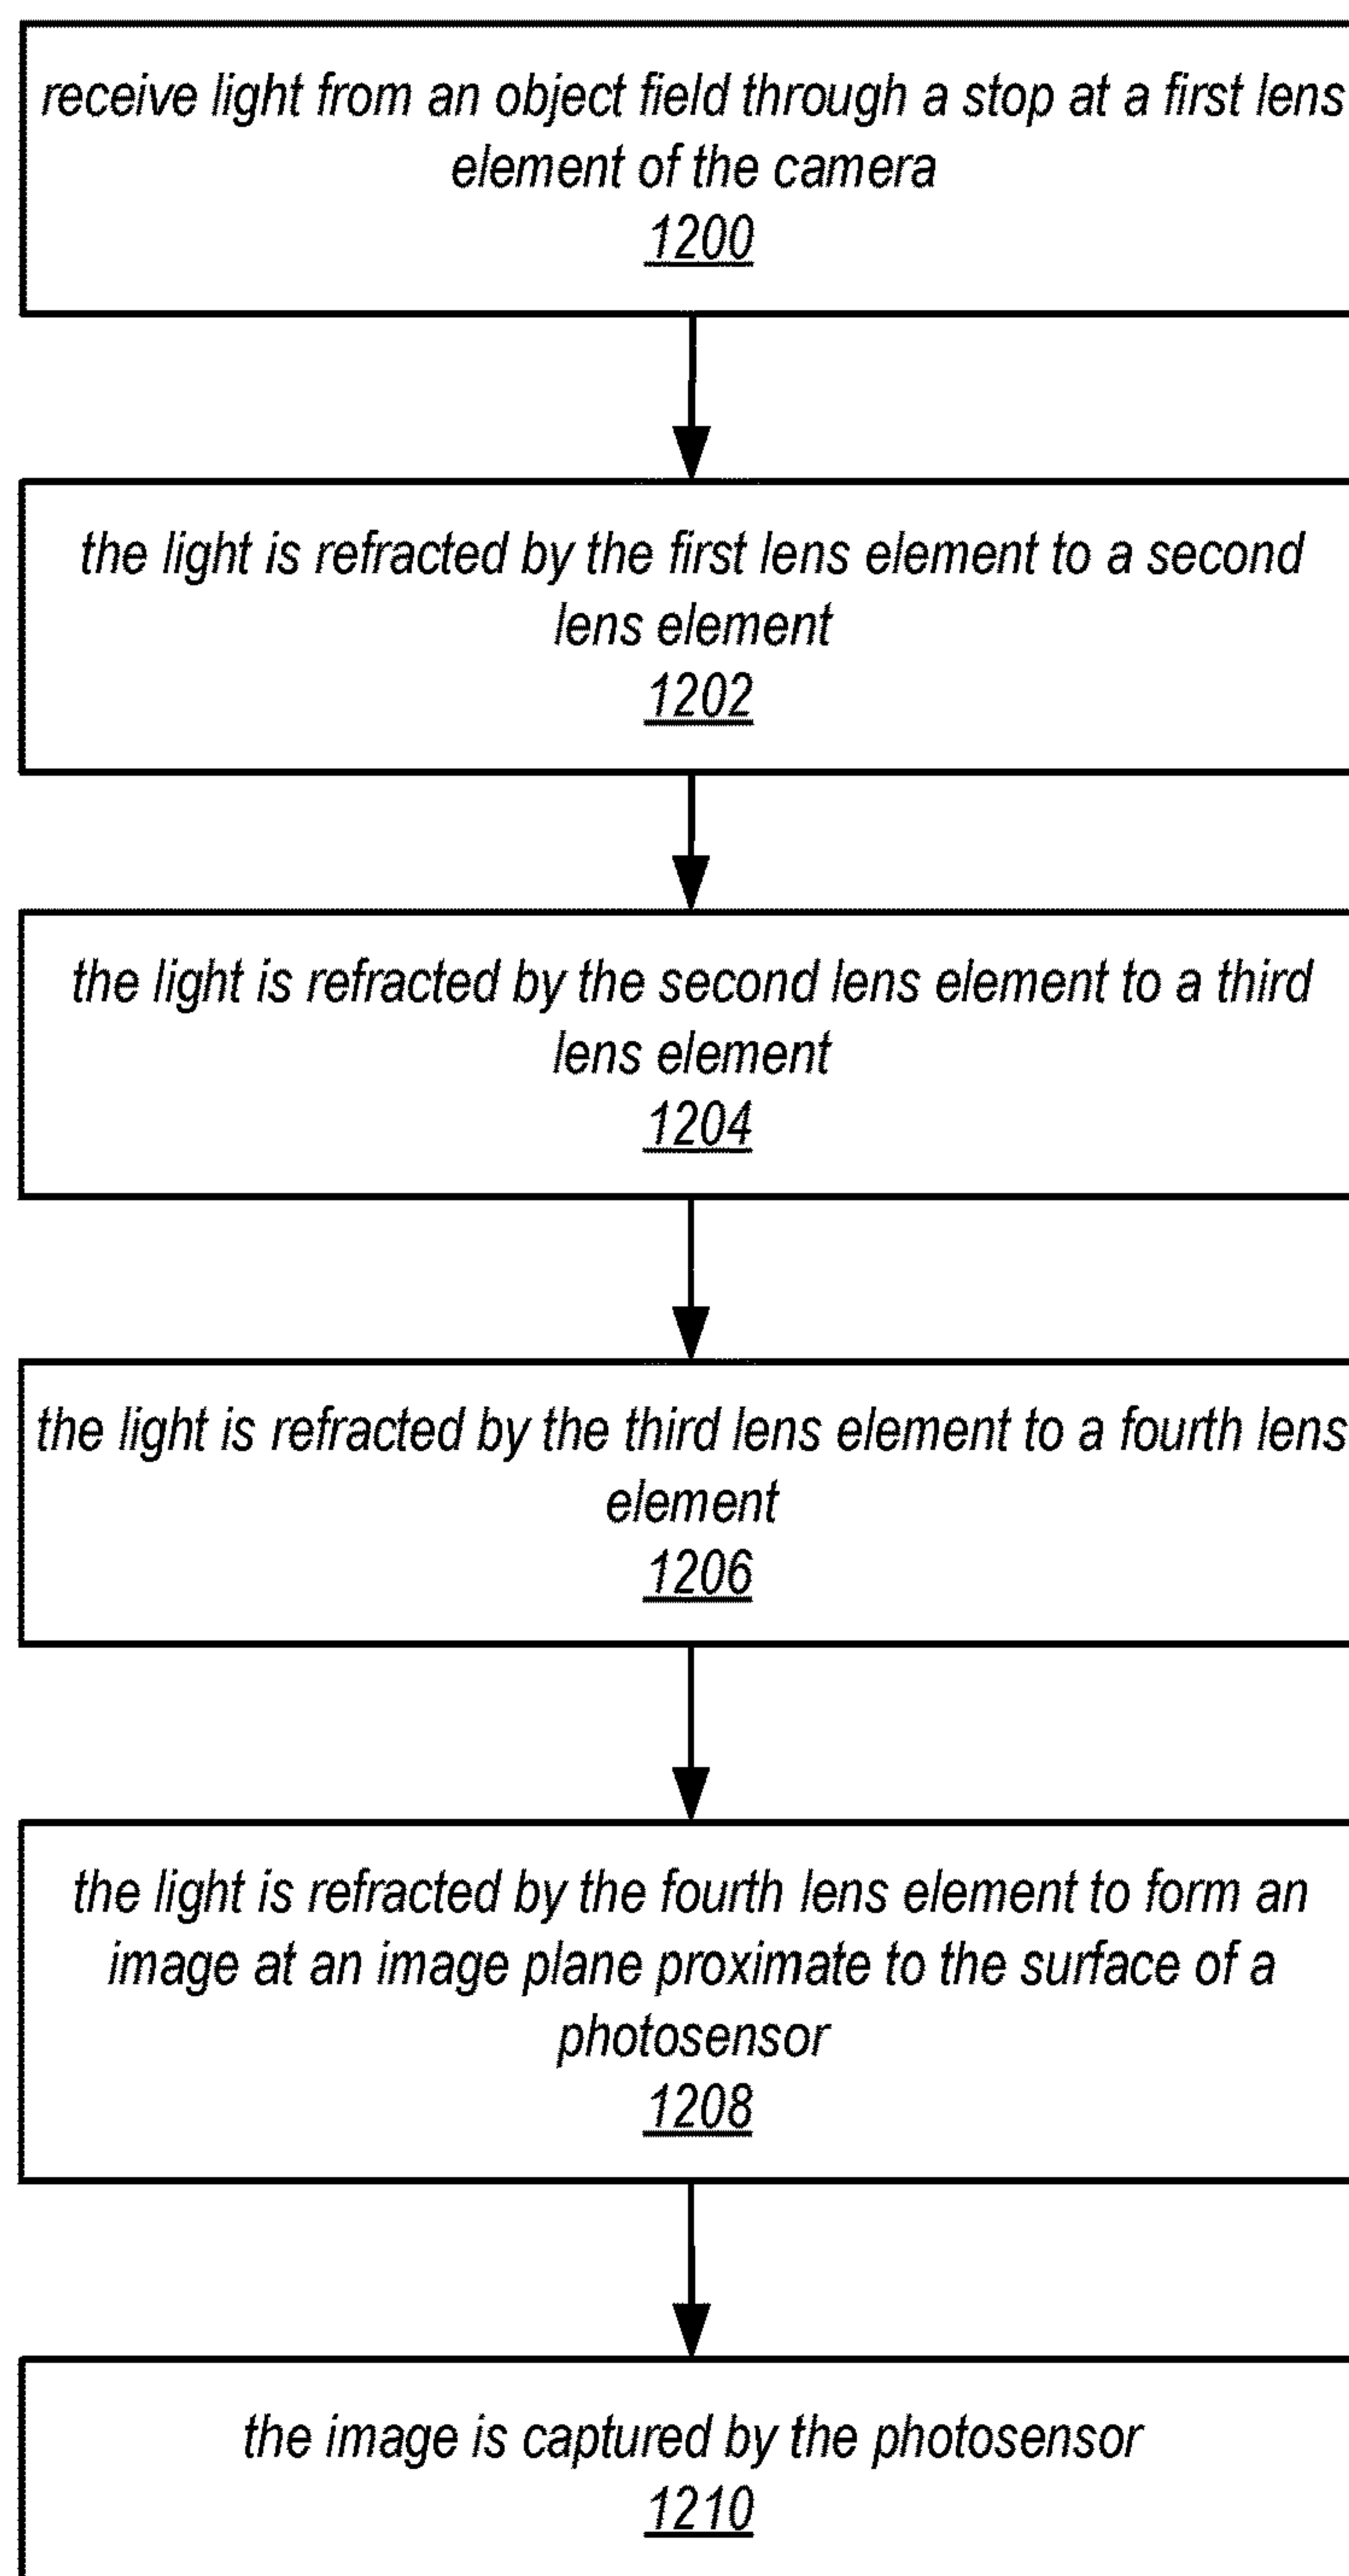 receive light from an object field through a stop at a first lens
element of the camera
1200
the light is refracted by the first lens element to a second
lens element
1202
the light is refracted by the second lens element to a third
lens element
1204
the light is refracted by the third lens element to a fourth lens
element
1206
the light is refracted by the fourth lens element to form an
image at an image plane proximate to the surface of a
photosensor
1208
the image is captured by the photosensor
1210